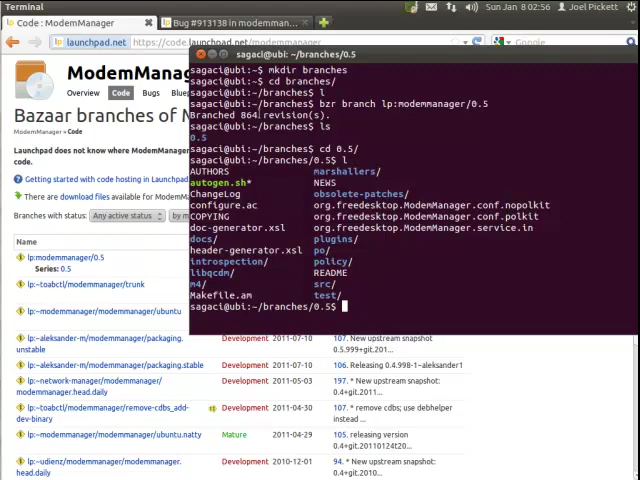 Terminal
Sun Jan 8 02:56
Joel Pickett
Code : ModemManager
Bug #913138 in modemman...
launchpad.net
https://code.launchpad.net/modemmanager
Google
sagaci@ubi: ~/branches/0.5
ModemManager
Overview Code Bugs Blue
Bazaar branches of M
ModemManager » Code
Launchpad does not know where ModemManager
code.
Getting started with code hosting in Launchpad
There are download files available for ModemM
Branches with status: Any active status by m
Name
lp:modemmanager/0.5
Series: 0.5
lp:~toabctl/modemmanager/trunk
lp:~modemmanager/modemmanager/ubuntu
lp:~aleksander-m/modemmanager/packaging.
unstable
Development 2011-07-10 107. New upstream snapshot
0.5.999+git.201...
lp:~aleksander-m/modemmanager/packaging.stable Development 2011-07-10 106. Releasing 0.4.998-1~aleksander1
lp:~network-manager/modemmanager/
modemmanager.head.daily
Development 2011-05-03 197. * New upstream snapshot:
0.4+git.201...
lp:~toabctl/modemmanager/remove-cdbs_add-
dev-binary
Development 2011-04-30 107. * remove cdbs; use debhelper
instead ...
lp:~modemmanager/modemmanager/ubuntu.natty Mature 2011-04-29 105. releasing version
0.4+git.20110124t20...
lp:~udienz/modemmanager/modemmanager.
head.daily
Development 2010-12-01 94. * New upstream snapshot:
0.4+git.201...
sagaci@ubi:~$ mkdir branches
sagaci@ubi:~$ cd branches/
sagaci@ubi:~/branches$ l
sagaci@ubi:~/branches$ bzr branch lp:modemmanager/0.5
Branched 864 revision(s).
sagaci@ubi:~/branches$ ls
0.5
sagaci@ubi:~/branches$ cd 0.5/
sagaci@ubi:~/branches/0.5$ l
AUTHORS marshallers/
autogen.sh* NEWS
ChangeLog obsolete-patches/
configure.ac org.freedesktop.ModemManager.conf.nopolkit
COPYING org.freedesktop.ModemManager.conf.polkit
doc-generator.xsl org.freedesktop.ModemManager.service.in
docs/ plugins/
header-generator.xsl po/
introspection/ policy/
libqcdm/ README
m4/ src/
Makefile.am test/
sagaci@ubi:~/branches/0.5$